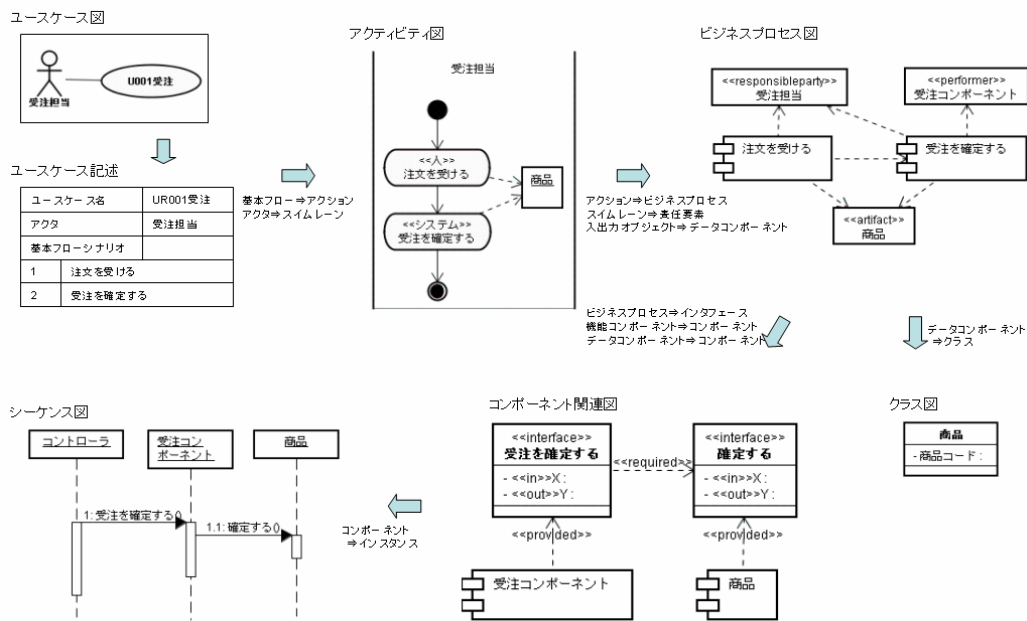 ユースケース図
U001受注
受注担当
ユースケース記述
ユースケース名 UR001受注
アクタ 受注担当
基本フローシナリオ
1 注文を受ける
2 受注を確定する
基本フロー⇒アクション
アクタ⇒スイムレーン
アクティビティ図
受注担当
<<人>>
注文を受ける
商品
<<システム>>
受注を確定する
アクション⇒ビジネスプロセス
スイムレーン⇒責任要素
入出力オブジェクト⇒データコンポーネント
ビジネスプロセス図
<<responsibleparty>>
受注担当
<<performer>>
受注コンポーネント
注文を受ける
受注を確定する
<<artifact>>
商品
ビジネスプロセス⇒インタフェース
機能コンポーネント⇒コンポーネント
データコンポーネント⇒コンポーネント
データコンポーネント
⇒クラス
シーケンス図
コントローラ
受注コン
ポーネント
商品
1: 受注を確定する()
1.1: 確定する()
コンポーネント
⇒インスタンス
コンポーネント関連図
<<interface>>
受注を確定する
- <<in>>X :
- <<out>>Y :
<<required>>
<<interface>>
確定する
- <<in>>X :
- <<out>>Y :
<<provided>>
<<provided>>
受注コンポーネント
商品
クラス図
商品
- 商品コード :